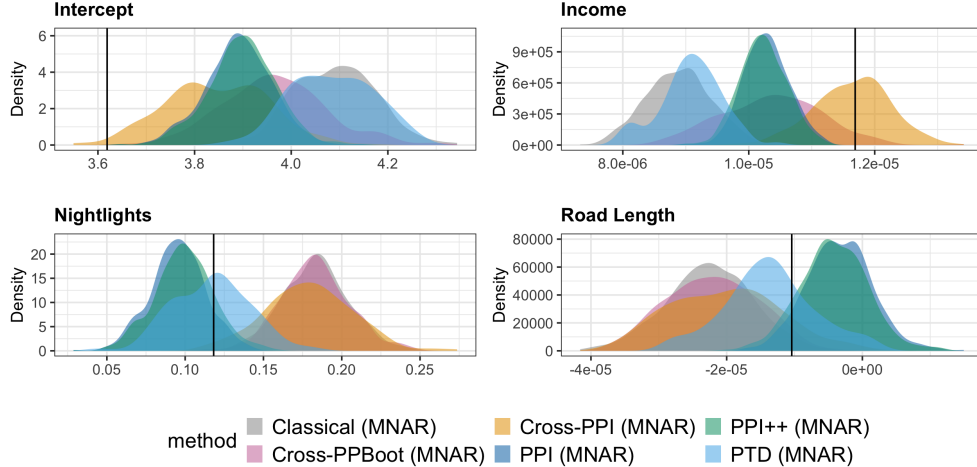 Intercept
Density
6
4
2
0
3.6 3.8 4.0 4.2
Income
Density
9e+05
6e+05
3e+05
0e+00
8.0e-06 1.0e-05 1.2e-05
Nightlights
Density
20
15
10
5
0
0.05 0.10 0.15 0.20 0.25
Road Length
Density
80000
60000
40000
20000
0
-4e-05 -2e-05 0e+00
method
Classical (MNAR) Cross-PPI (MNAR) PPI++ (MNAR)
Cross-PPBoot (MNAR) PPI (MNAR) PTD (MNAR)